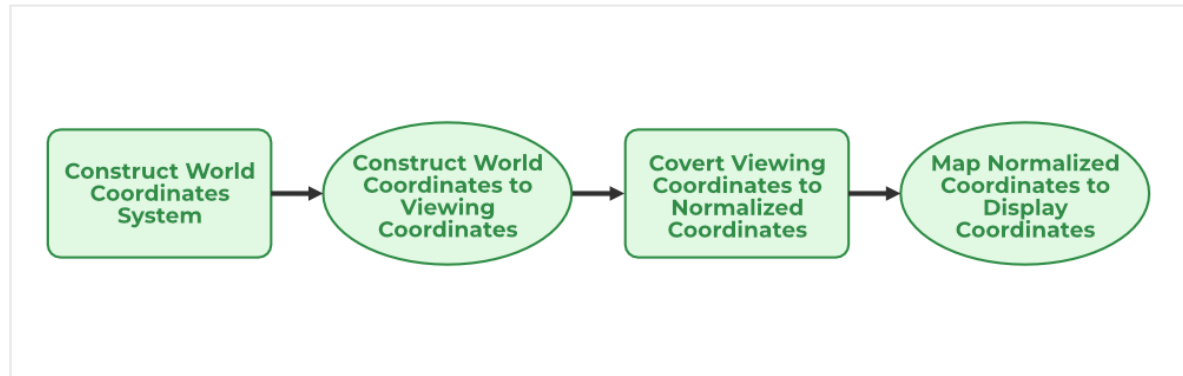 Construct World
Coordinates
System
Construct World
Coordinates to
Viewing
Coordinates
Covert Viewing
Coordinates to
Normalized
Coordinates
Map Normalized
Coordinates to
Display
Coordinates